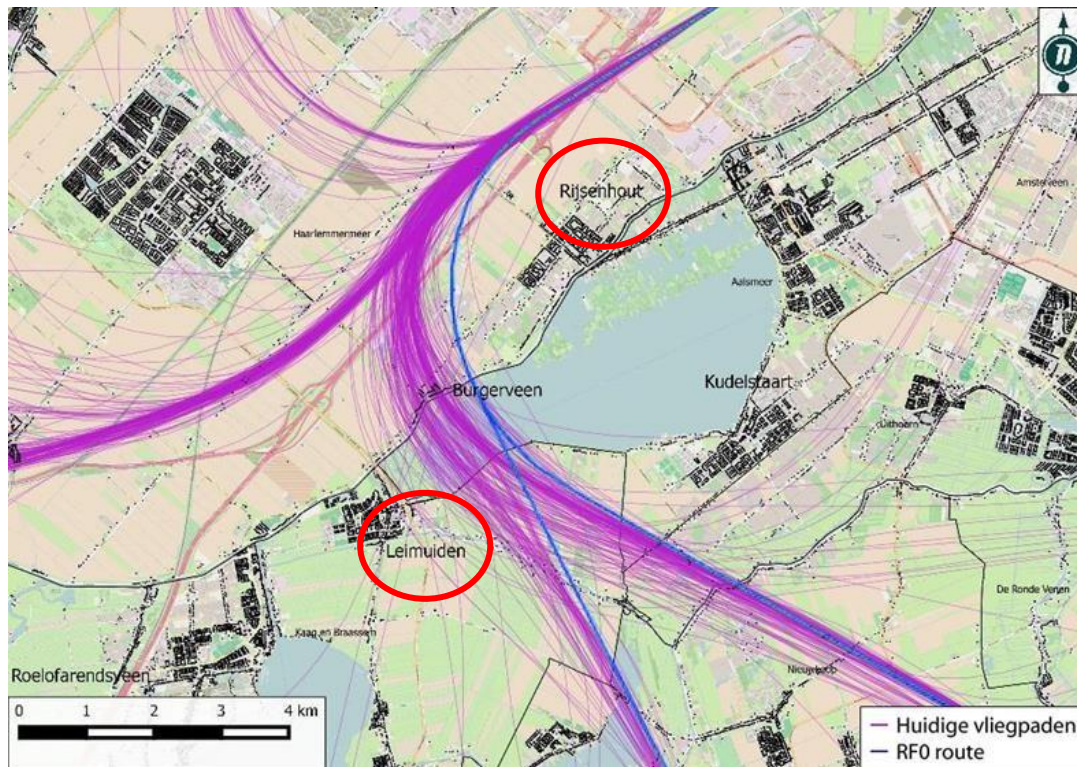 n
Rijsenhout
Amstelveen
Haarlemmermeer
Aalsmeer
Burgerveen
Kudelstaart
Uithoorn
Leimuiden
De Ronde Venen
Kaag en Braassem
Nieuwkoop
Roelofarendsveen
0 1 2 3 4 km
Huidige vliegpaden
RF0 route